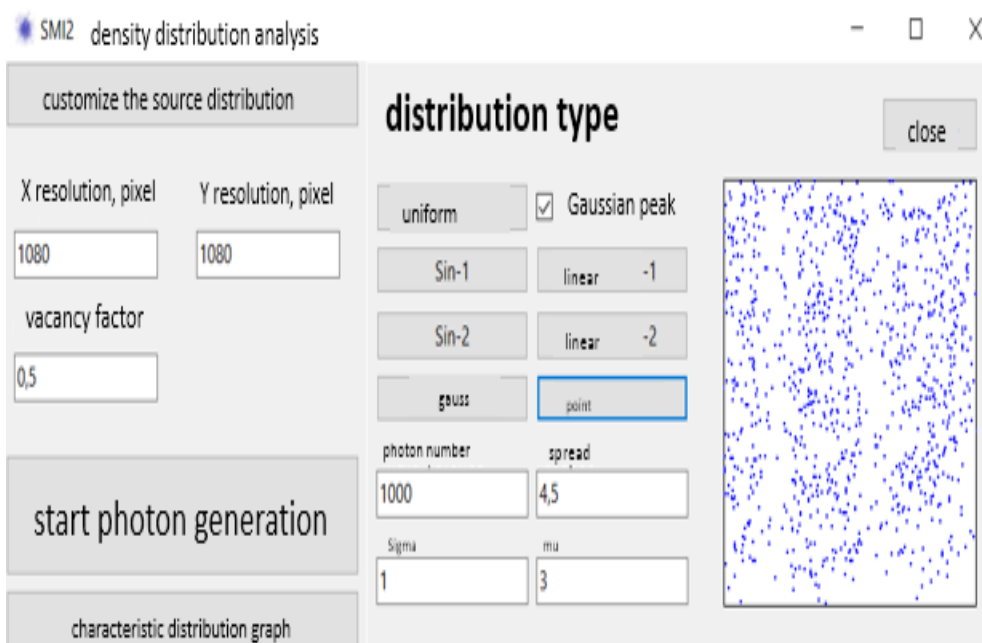 SMI2 density distribution analysis
customize the source distribution
X resolution, pixel
Y resolution, pixel
1080
1080
vacancy factor
0,5
start photon generation
characteristic distribution graph
distribution type
close
uniform
Gaussian peak
Sin-1
linear -1
Sin-2
linear -2
gauss
point
photon number
spread
1000
4,5
Sigma
mu
1
3